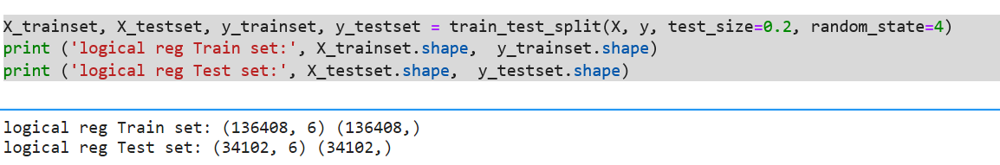 X_trainset, X_testset, y_trainset, y_testset = train_test_split(X, y, test_size=0.2, random_state=4)
print ('logical reg Train set:', X_trainset.shape,  y_trainset.shape)
print ('logical reg Test set:', X_testset.shape,  y_testset.shape)
logical reg Train set: (136408, 6) (136408,)
logical reg Test set: (34102, 6) (34102,)